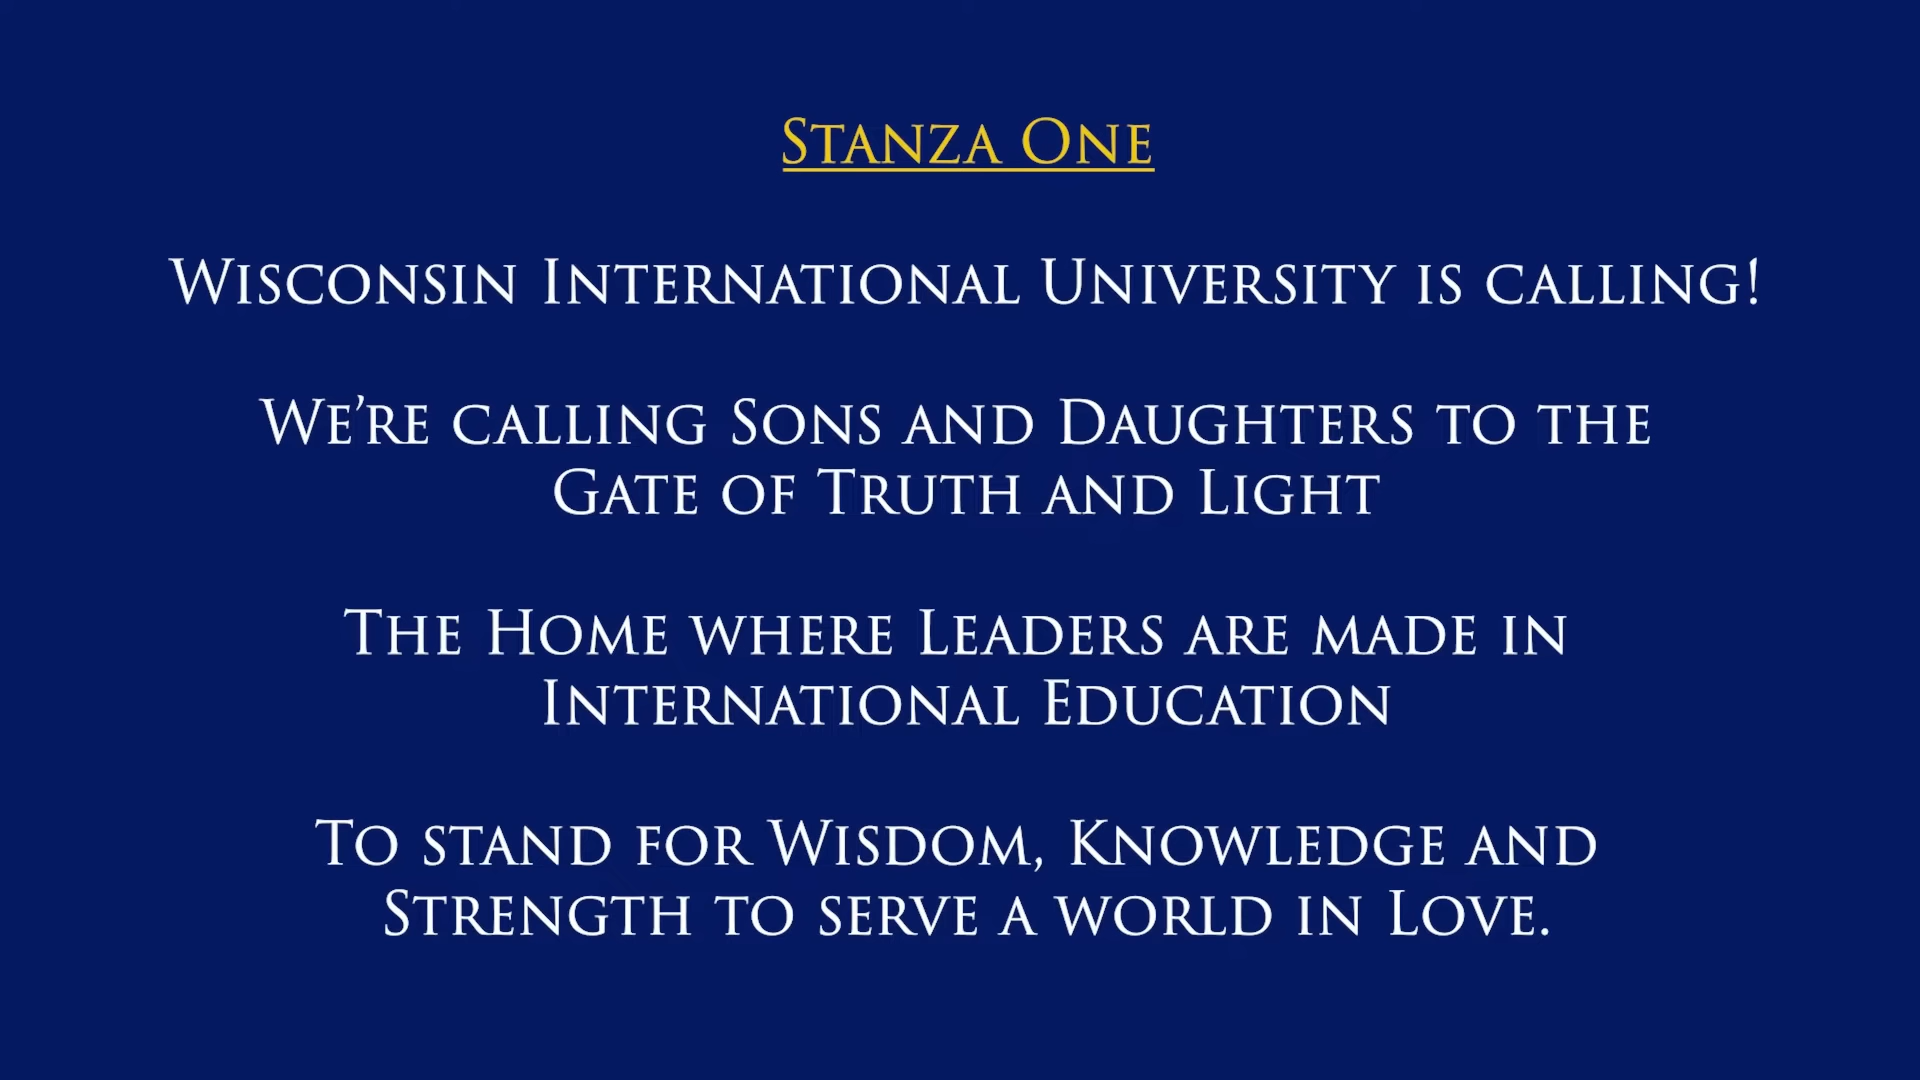 Stanza One
Wisconsin International University is calling!
We’re calling Sons and Daughters to the
Gate of Truth and Light
The Home where Leaders are made in
International Education
To stand for Wisdom, Knowledge and
Strength to serve a world in Love.